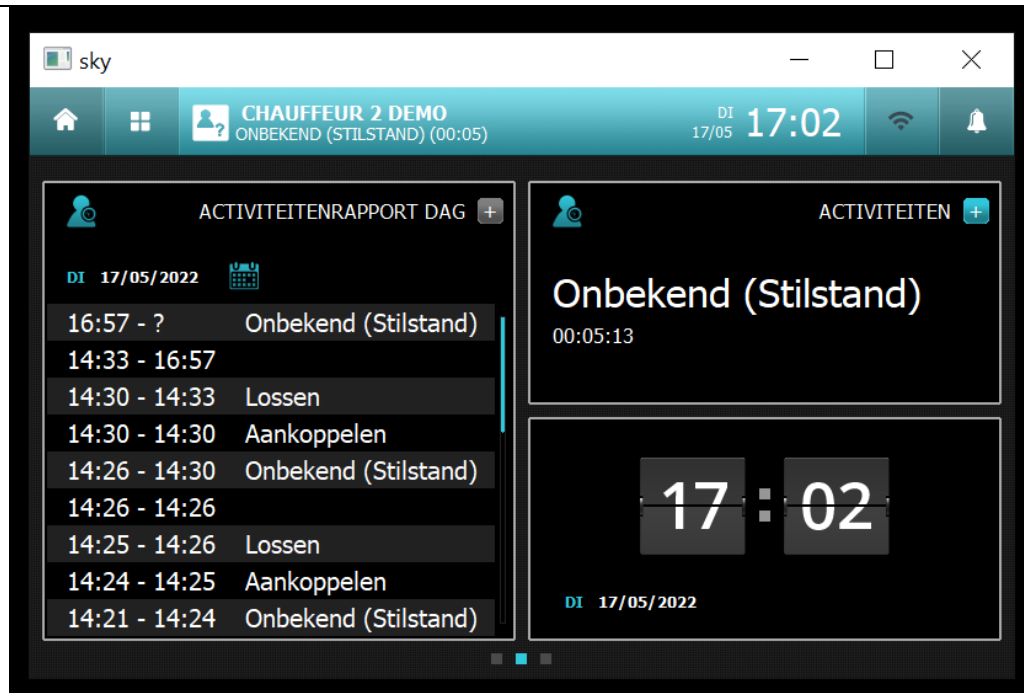 sky
CHAUFFEUR 2 DEMO
ONBEKEND (STILSTAND) (00:05)
DI
17/05
17:02
ACTIVITEITENRAPPORT DAG +
DI 17/05/2022
16:57 - ? Onbekend (Stilstand)
14:33 - 16:57
14:30 - 14:33 Lossen
14:30 - 14:30 Aankoppelen
14:26 - 14:30 Onbekend (Stilstand)
14:26 - 14:26
14:25 - 14:26 Lossen
14:24 - 14:25 Aankoppelen
14:21 - 14:24 Onbekend (Stilstand)
ACTIVITEITEN +
Onbekend (Stilstand)
00:05:13
17:02
DI 17/05/2022